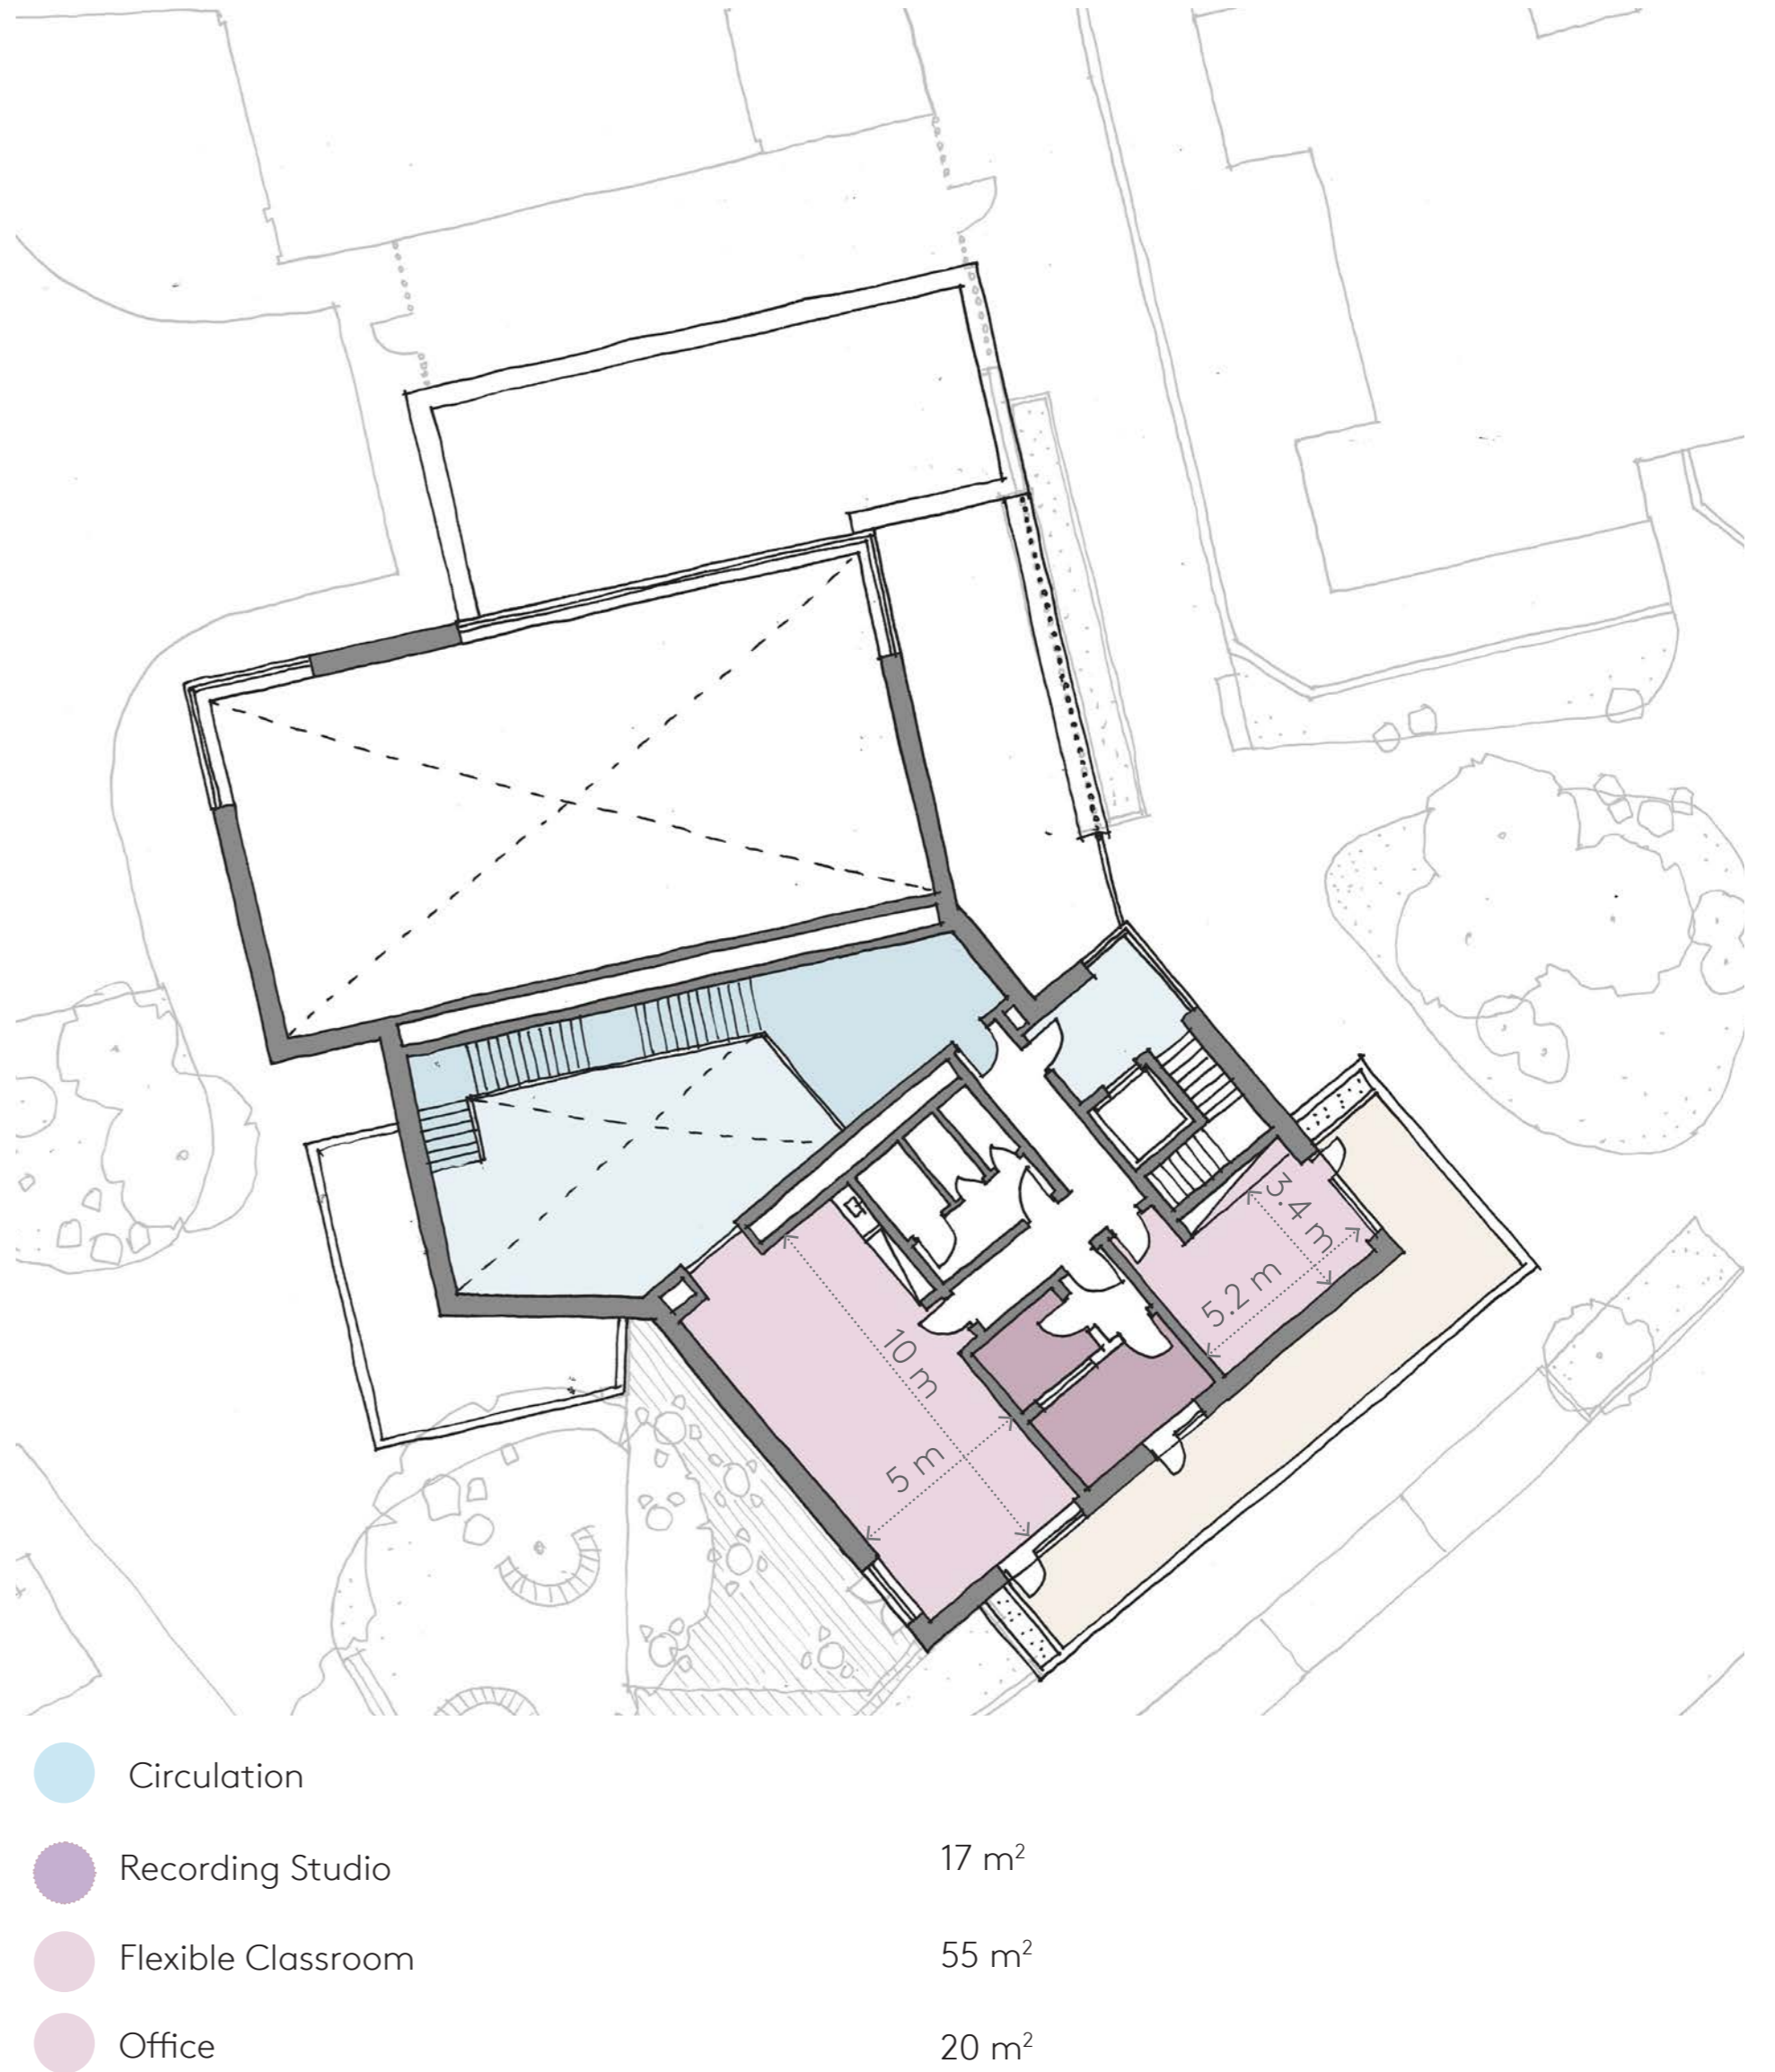 3.4 m
5.2 m
10 m
5 m
Circulation
Recording Studio 17 m²
Flexible Classroom 55 m²
Office 20 m²